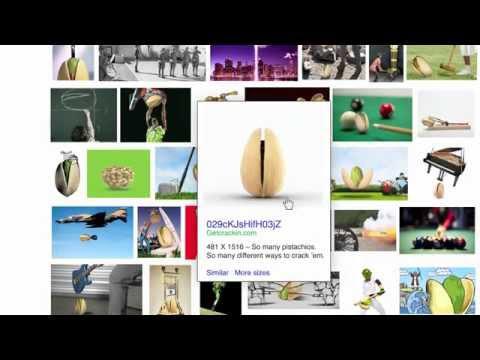 029cKJsHifH03jZ
Getcrackin.com
481 X 1516 – So many pistachios.
So many different ways to crack 'em.
Similar More sizes